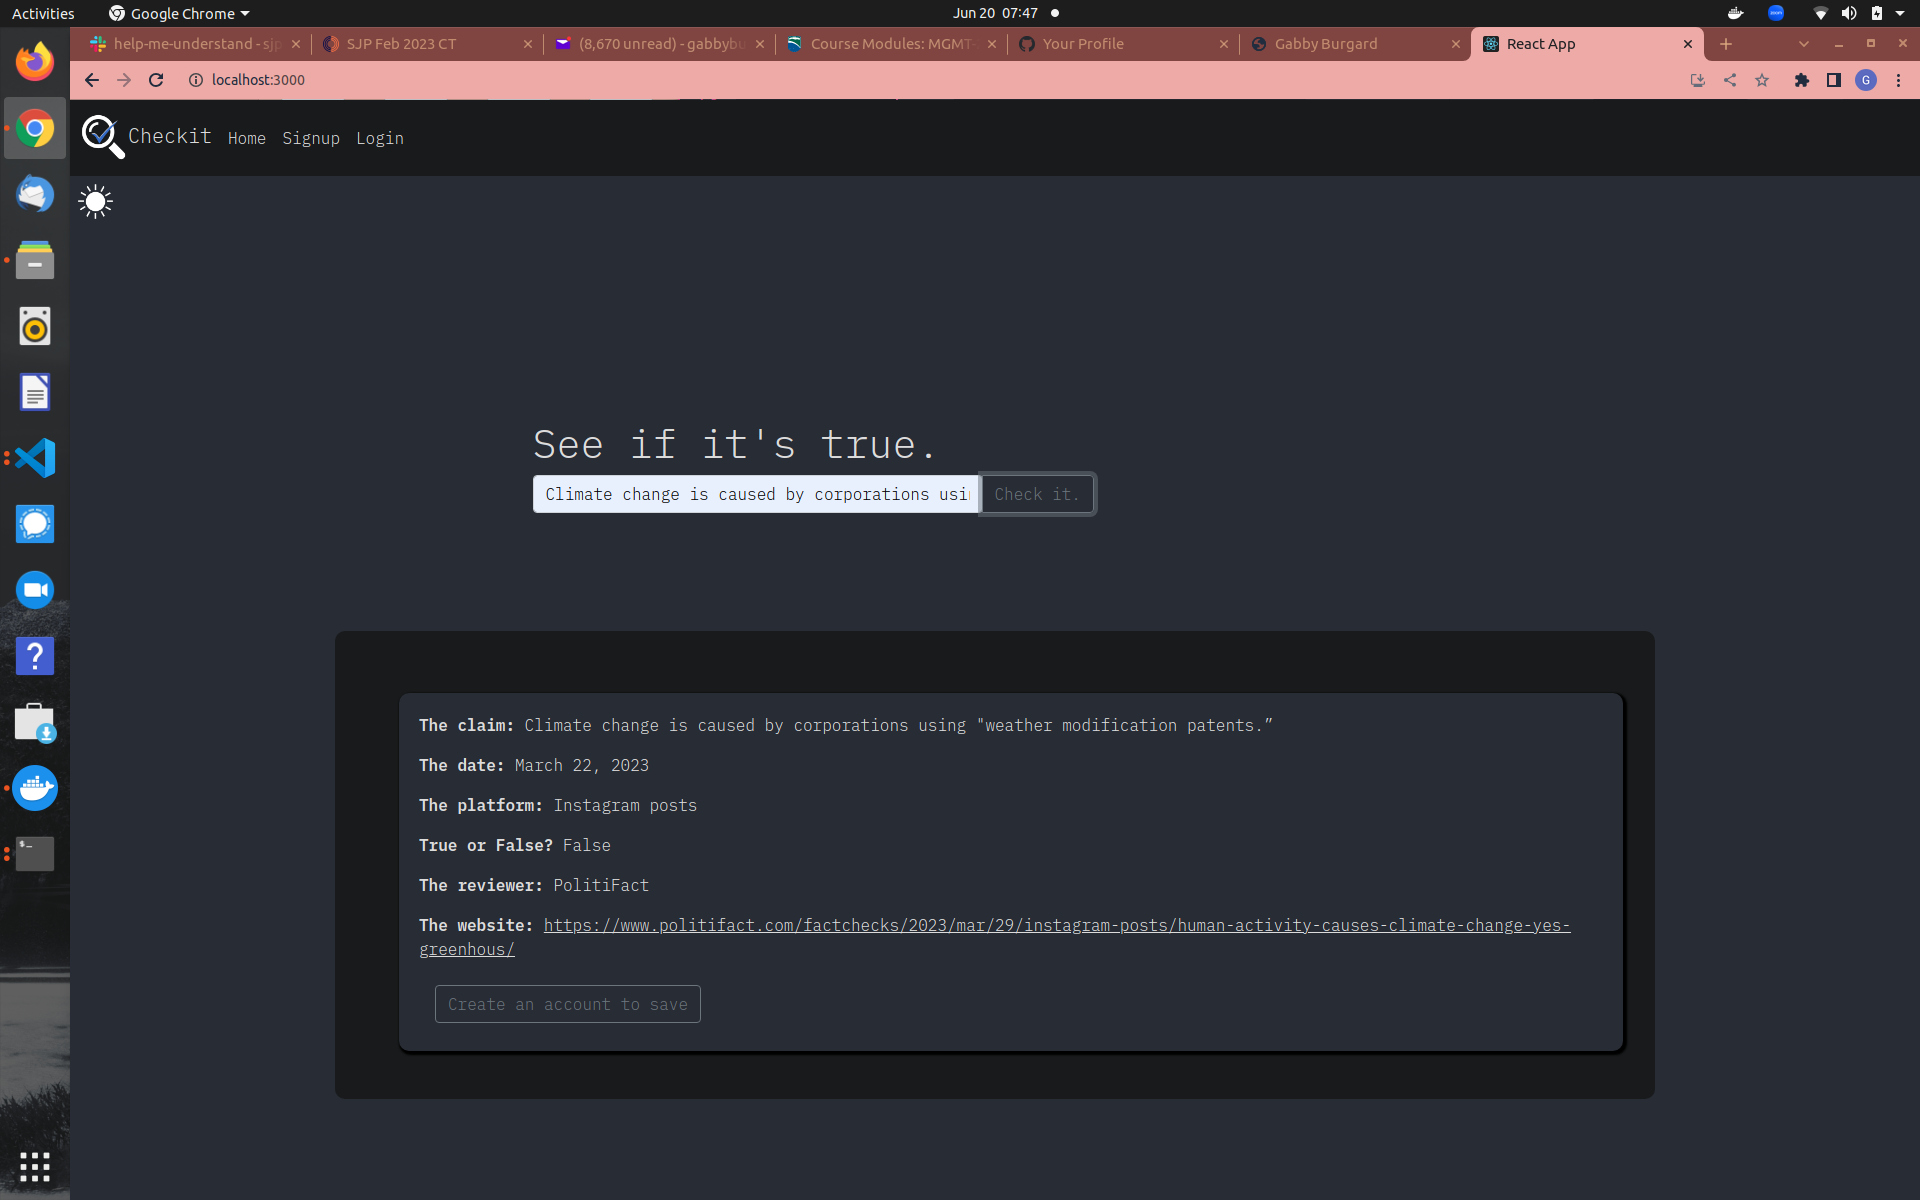 Activities
Google Chrome
Jun 20 07:47
help-me-understand - sjp
SJP Feb 2023 CT
(8,670 unread) - gabbybu
Course Modules: MGMT-
Your Profile
Gabby Burgard
React App
localhost:3000
G
Checkit
Home
Signup
Login
See if it's true.
Climate change is caused by corporations usin
Check it.
The claim: Climate change is caused by corporations using "weather modification patents.”
The date: March 22, 2023
The platform: Instagram posts
True or False? False
The reviewer: PolitiFact
The website: https://www.politifact.com/factchecks/2023/mar/29/instagram-posts/human-activity-causes-climate-change-yes-
greenhous/
Create an account to save